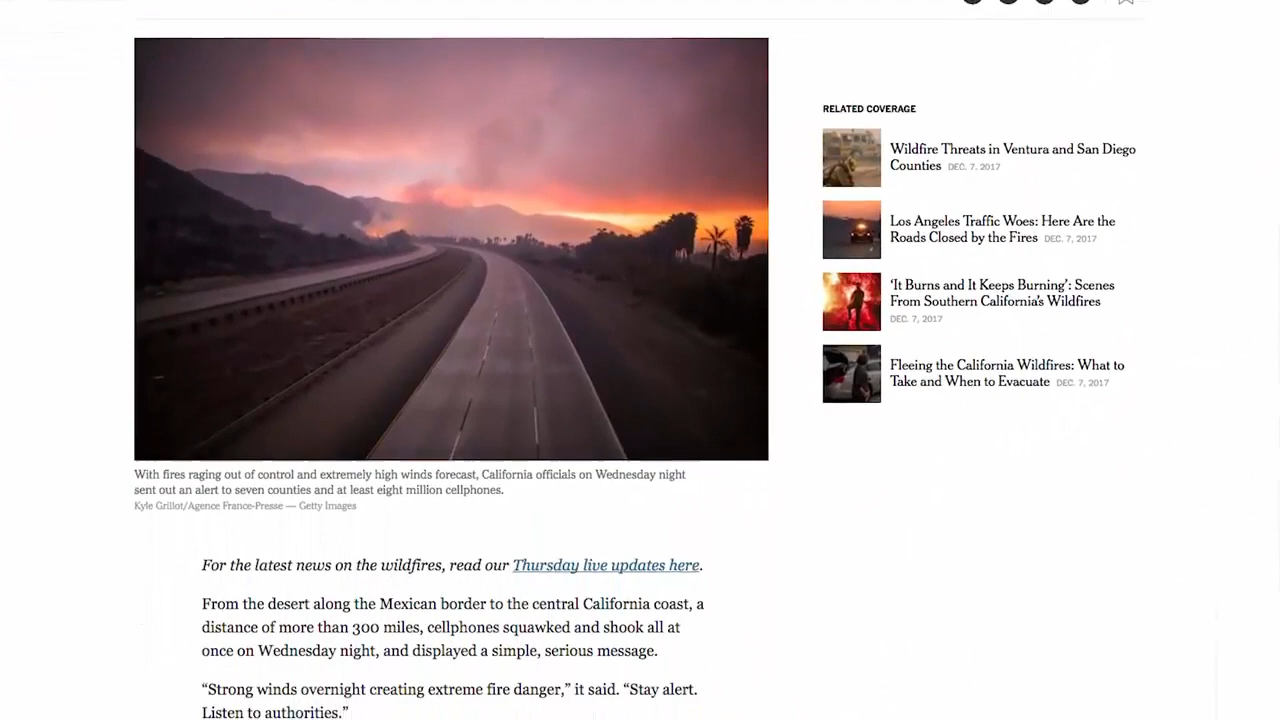 RELATED COVERAGE
Wildfire Threats in Ventura and San Diego
Counties DEC. 7, 2017
Los Angeles Traffic Woes: Here Are the
Roads Closed by the Fires DEC. 7, 2017
‘It Burns and It Keeps Burning’: Scenes
From Southern California’s Wildfires
DEC. 7, 2017
Fleeing the California Wildfires: What to
Take and When to Evacuate DEC. 7, 2017
With fires raging out of control and extremely high winds forecast, California officials on Wednesday night
sent out an alert to seven counties and at least eight million cellphones.
Kyle Grillot/Agence France-Presse — Getty Images
For the latest news on the wildfires, read our Thursday live updates here.
From the desert along the Mexican border to the central California coast, a
distance of more than 300 miles, cellphones squawked and shook all at
once on Wednesday night, and displayed a simple, serious message.
“Strong winds overnight creating extreme fire danger,” it said. “Stay alert.
Listen to authorities.”